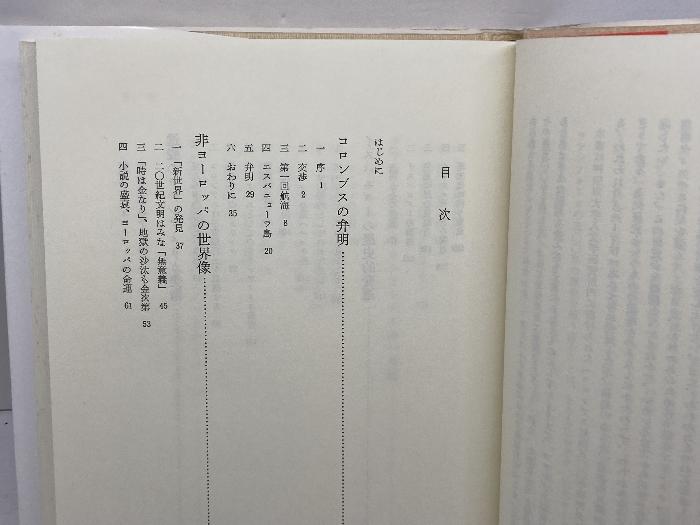 目次
はじめに
コロンブスの弁明
一 序 1
二 交渉 2
三 第一回航海 8
四 エスパニョーラ島 20
五 弁明 29
六 おわりに 35
非ヨーロッパの世界像
一 「新世界」の発見 37
二 二〇世紀文明はみな「無意義」 45
三 「時は金なり」、地獄の沙汰も金次第 53
四 小説の盛衰、ヨーロッパの命運 61